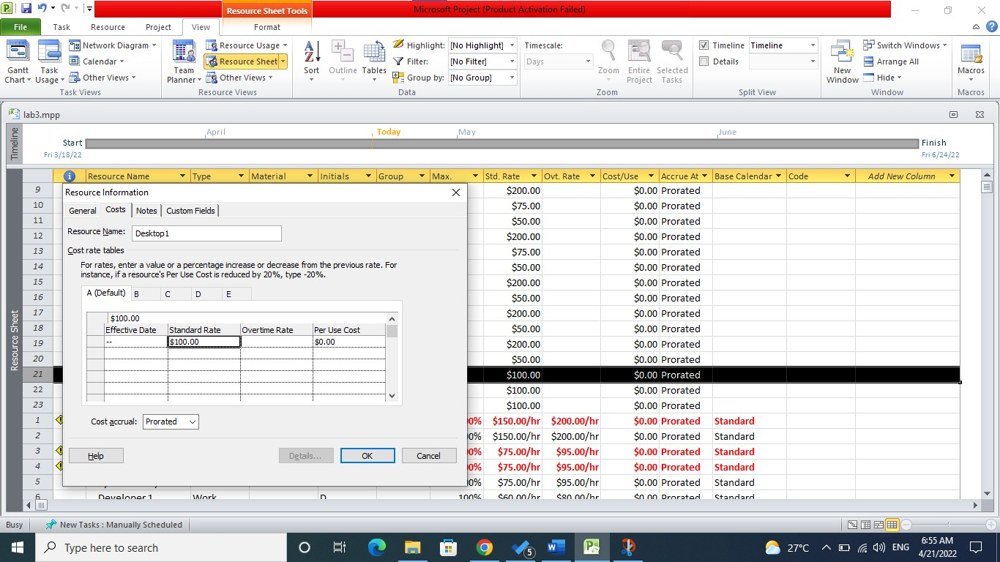 Resource Sheet Tools
Microsoft Project (Product Activation Failed)
File Task Resource Project View Format
Network Diagram Resource Usage Highlight: [No Highlight] Timescale: Timeline Timeline Switch Windows
Calendar Resource Sheet Filter: [No Filter] Days Details Arrange All
Other Views Other Views Group by: [No Group] Hide
Gantt Chart Task Usage Team Planner Sort Outline Tables Zoom Entire Project Selected Tasks New Window Macros
Task Views Resource Views Data Zoom Split View Window Macros
lab3.mpp
Timeline
April Today May June
Start Finish
Fri 3/18/22 Fri 6/24/22
Resource Sheet
Resource Name Type Material Initials Group Max. Std. Rate Ovt. Rate Cost/Use Accrue At Base Calendar Code Add New Column
9 $200.00 $0.00 Prorated
10 $75.00 $0.00 Prorated
11 $50.00 $0.00 Prorated
12 $200.00 $0.00 Prorated
13 $75.00 $0.00 Prorated
14 $50.00 $0.00 Prorated
15 $200.00 $0.00 Prorated
16 $50.00 $0.00 Prorated
17 $200.00 $0.00 Prorated
18 $50.00 $0.00 Prorated
19 $200.00 $0.00 Prorated
20 $50.00 $0.00 Prorated
21 $100.00 $0.00 Prorated
22 $100.00 $0.00 Prorated
23 $100.00 $0.00 Prorated
1 0% $150.00/hr $200.00/hr $0.00 Prorated Standard
2 0% $150.00/hr $200.00/hr $0.00 Prorated Standard
3 0% $75.00/hr $95.00/hr $0.00 Prorated Standard
4 0% $75.00/hr $95.00/hr $0.00 Prorated Standard
5 0% $75.00/hr $95.00/hr $0.00 Prorated Standard
6 Developer 1 Work D 100% $60.00/hr $80.00/hr $0.00 Prorated Standard
Resource Information
General Costs Notes Custom Fields
Resource Name: Desktop1
Cost rate tables
For rates, enter a value or a percentage increase or decrease from the previous rate. For
instance, if a resource's Per Use Cost is reduced by 20%, type -20%.
A (Default) B C D E
$100.00
Effective Date Standard Rate Overtime Rate Per Use Cost
-- $100.00 $0.00
Cost accrual: Prorated
Help Details... OK Cancel
Busy New Tasks : Manually Scheduled
Type here to search
5
27°C ENG
6:55 AM
4/21/2022